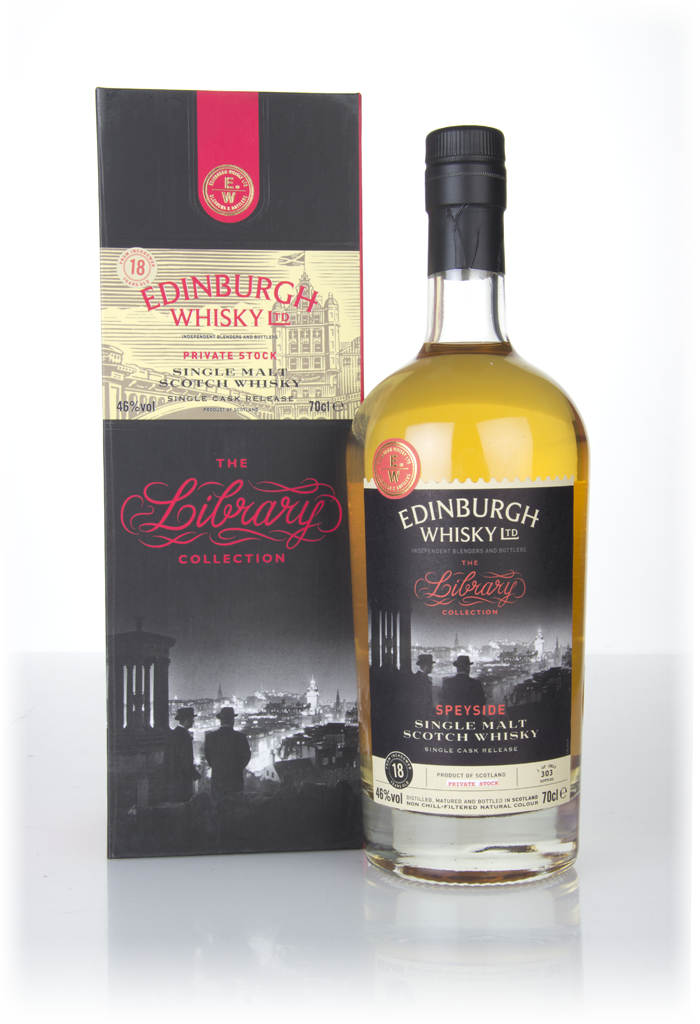 E.
W
18
YEARS OLD
EDINBURGH
WHISKY LTD
INDEPENDENT BLENDERS AND BOTTLERS
PRIVATE STOCK
SINGLE MALT
SCOTCH WHISKY
SINGLE CASK RELEASE
46%vol
PRODUCT OF SCOTLAND
70cl e
THE
Library
COLLECTION
E.
W
EDINBURGH
WHISKY LTD
INDEPENDENT BLENDERS AND BOTTLERS
THE
Library
COLLECTION
SPEYSIDE
SINGLE MALT
SCOTCH WHISKY
SINGLE CASK RELEASE
18
PRODUCT OF SCOTLAND
PRIVATE STOCK
303
BOTTLES
46%vol
DISTILLED, MATURED AND BOTTLED IN SCOTLAND
NON CHILL-FILTERED NATURAL COLOUR
70cl e